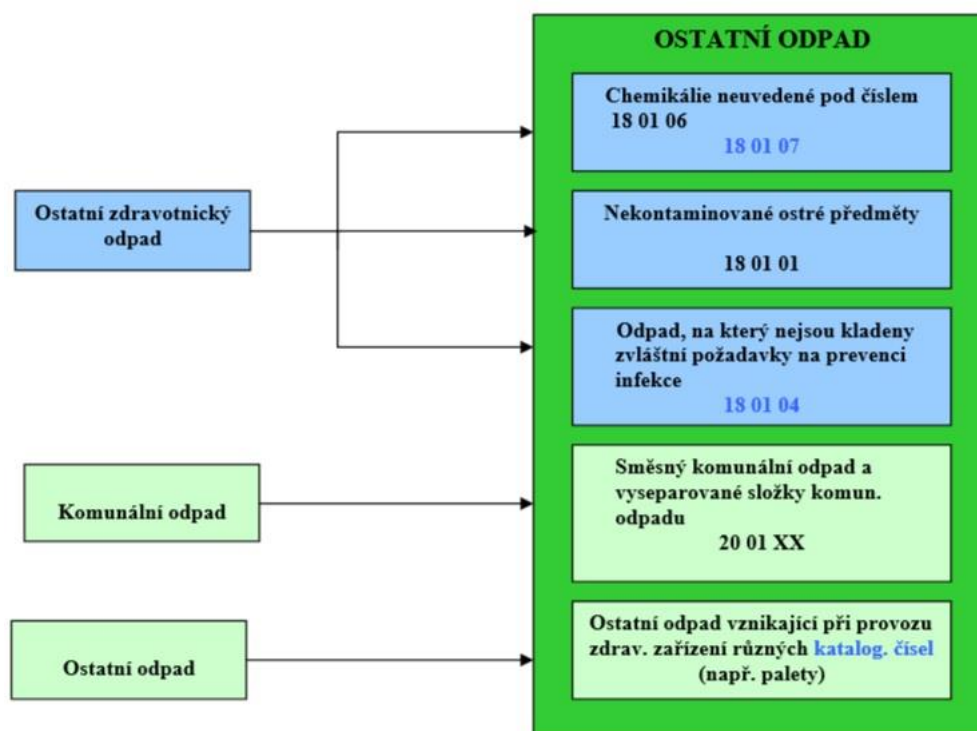 OSTATNÍ ODPAD
Chemikálie neuvedené pod číslem
18 01 06
18 01 07
Ostatní zdravotnický
odpad
Nekontaminované ostré předměty
18 01 01
Odpad, na který nejsou kladeny
zvláštní požadavky na prevenci
infekce
18 01 04
Komunální odpad
Směsný komunální odpad a
vyseparované složky komun.
odpadu
20 01 XX
Ostatní odpad
Ostatní odpad vznikající při provozu
zdrav. zařízení různých katalog. čísel
(např. palety)